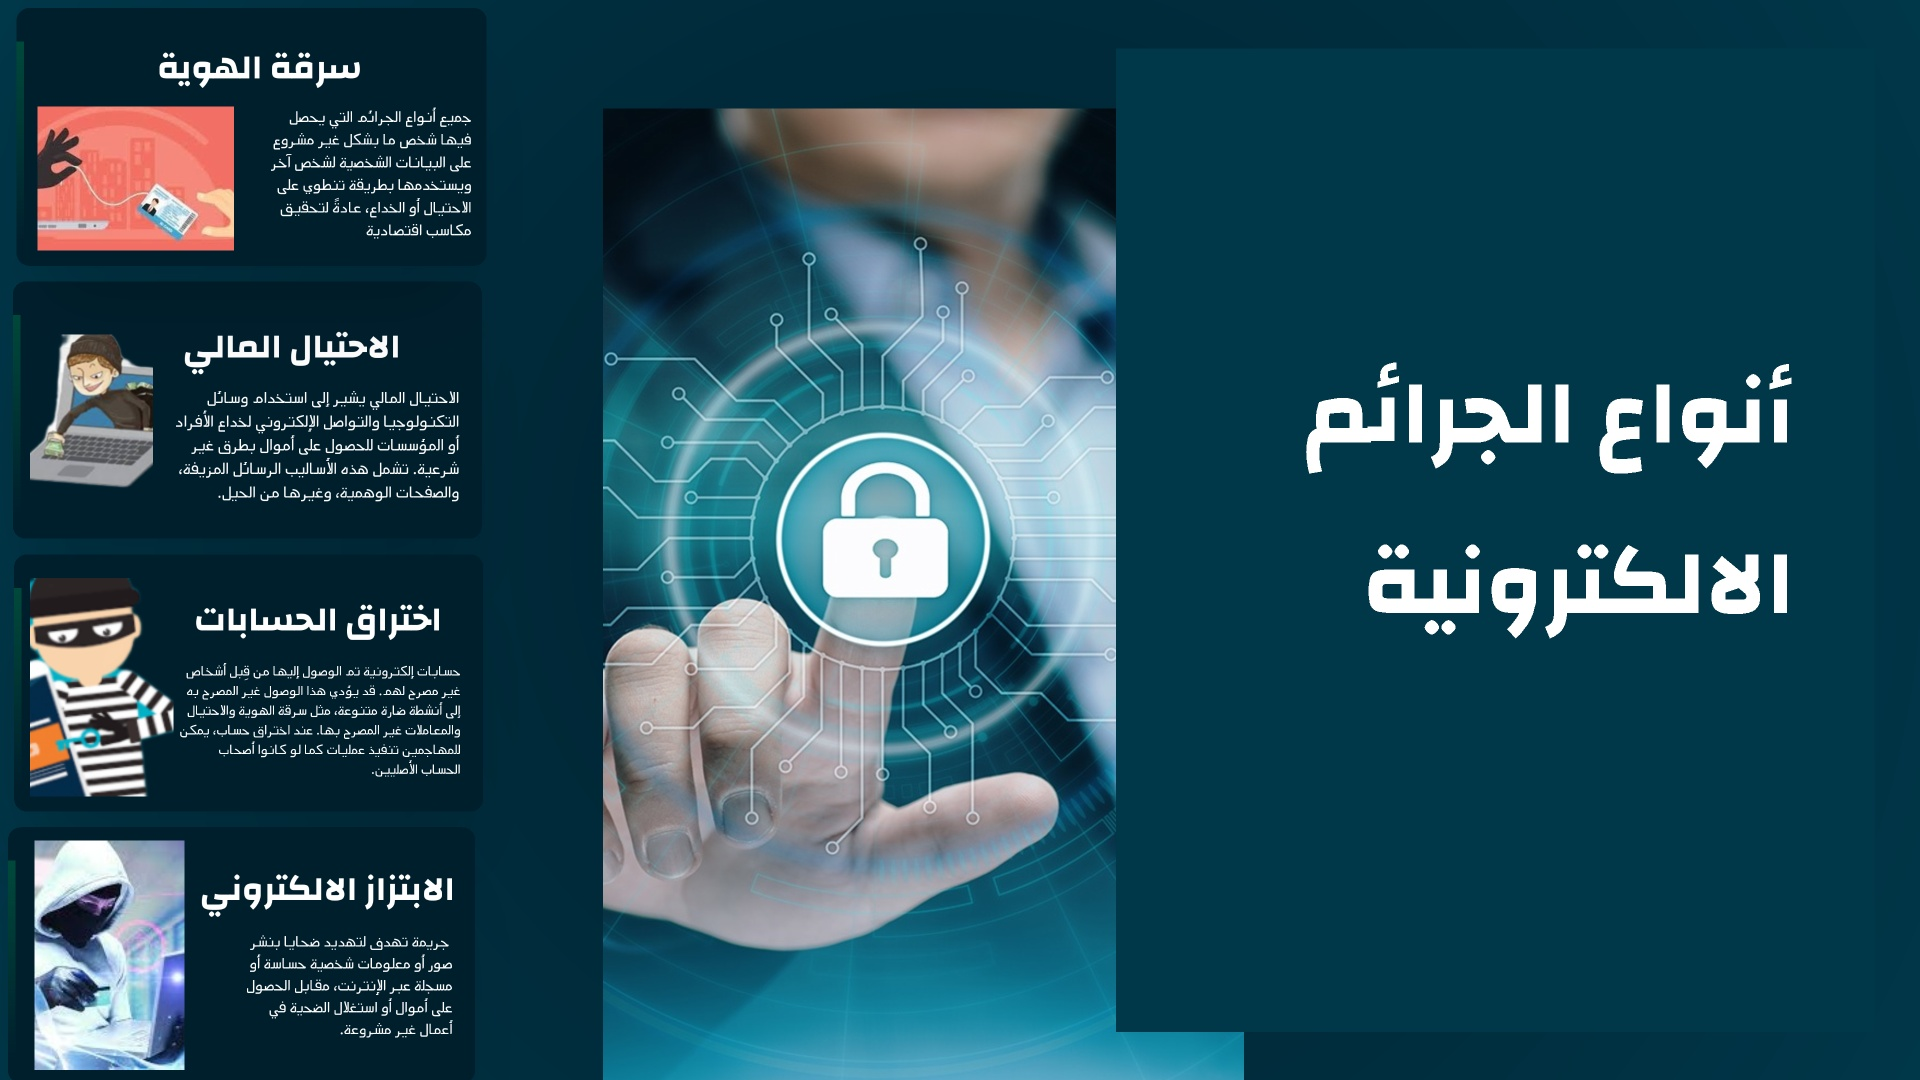 أنواع الجرائم
الالكترونية
سرقة الهوية
جميع أنواع الجرائم التي يحصل
فيها شخص ما بشكل غير مشروع
على البيانات الشخصية لشخص آخر
ويستخدمها بطريقة تنطوي على
الاحتيال أو الخداع، عادةً لتحقيق
مكاسب اقتصادية
الاحتيال المالي
الاحتيال المالي يشير إلى استخدام وسائل
التكنولوجيا والتواصل الإلكتروني لخداع الأفراد
أو المؤسسات للحصول على أموال بطرق غير
شرعية. تشمل هذه الأساليب الرسائل المزيفة،
والصفحات الوهمية، وغيرها من الحيل.
اختراق الحسابات
حسابات إلكترونية تم الوصول إليها من قِبل أشخاص
غير مصرح لهم. قد يؤدي هذا الوصول غير المصرح به
إلى أنشطة ضارة متنوعة، مثل سرقة الهوية والاحتيال
والمعاملات غير المصرح بها. عند اختراق حساب، يمكن
للمهاجمين تنفيذ عمليات كما لو كانوا أصحاب
الحساب الأصليين.
الابتزاز الالكتروني
جريمة تهدف لتهديد ضحايا بنشر
صور أو معلومات شخصية حساسة أو
مسجلة عبر الإنترنت، مقابل الحصول
على أموال أو استغلال الضحية في
أعمال غير مشروعة.